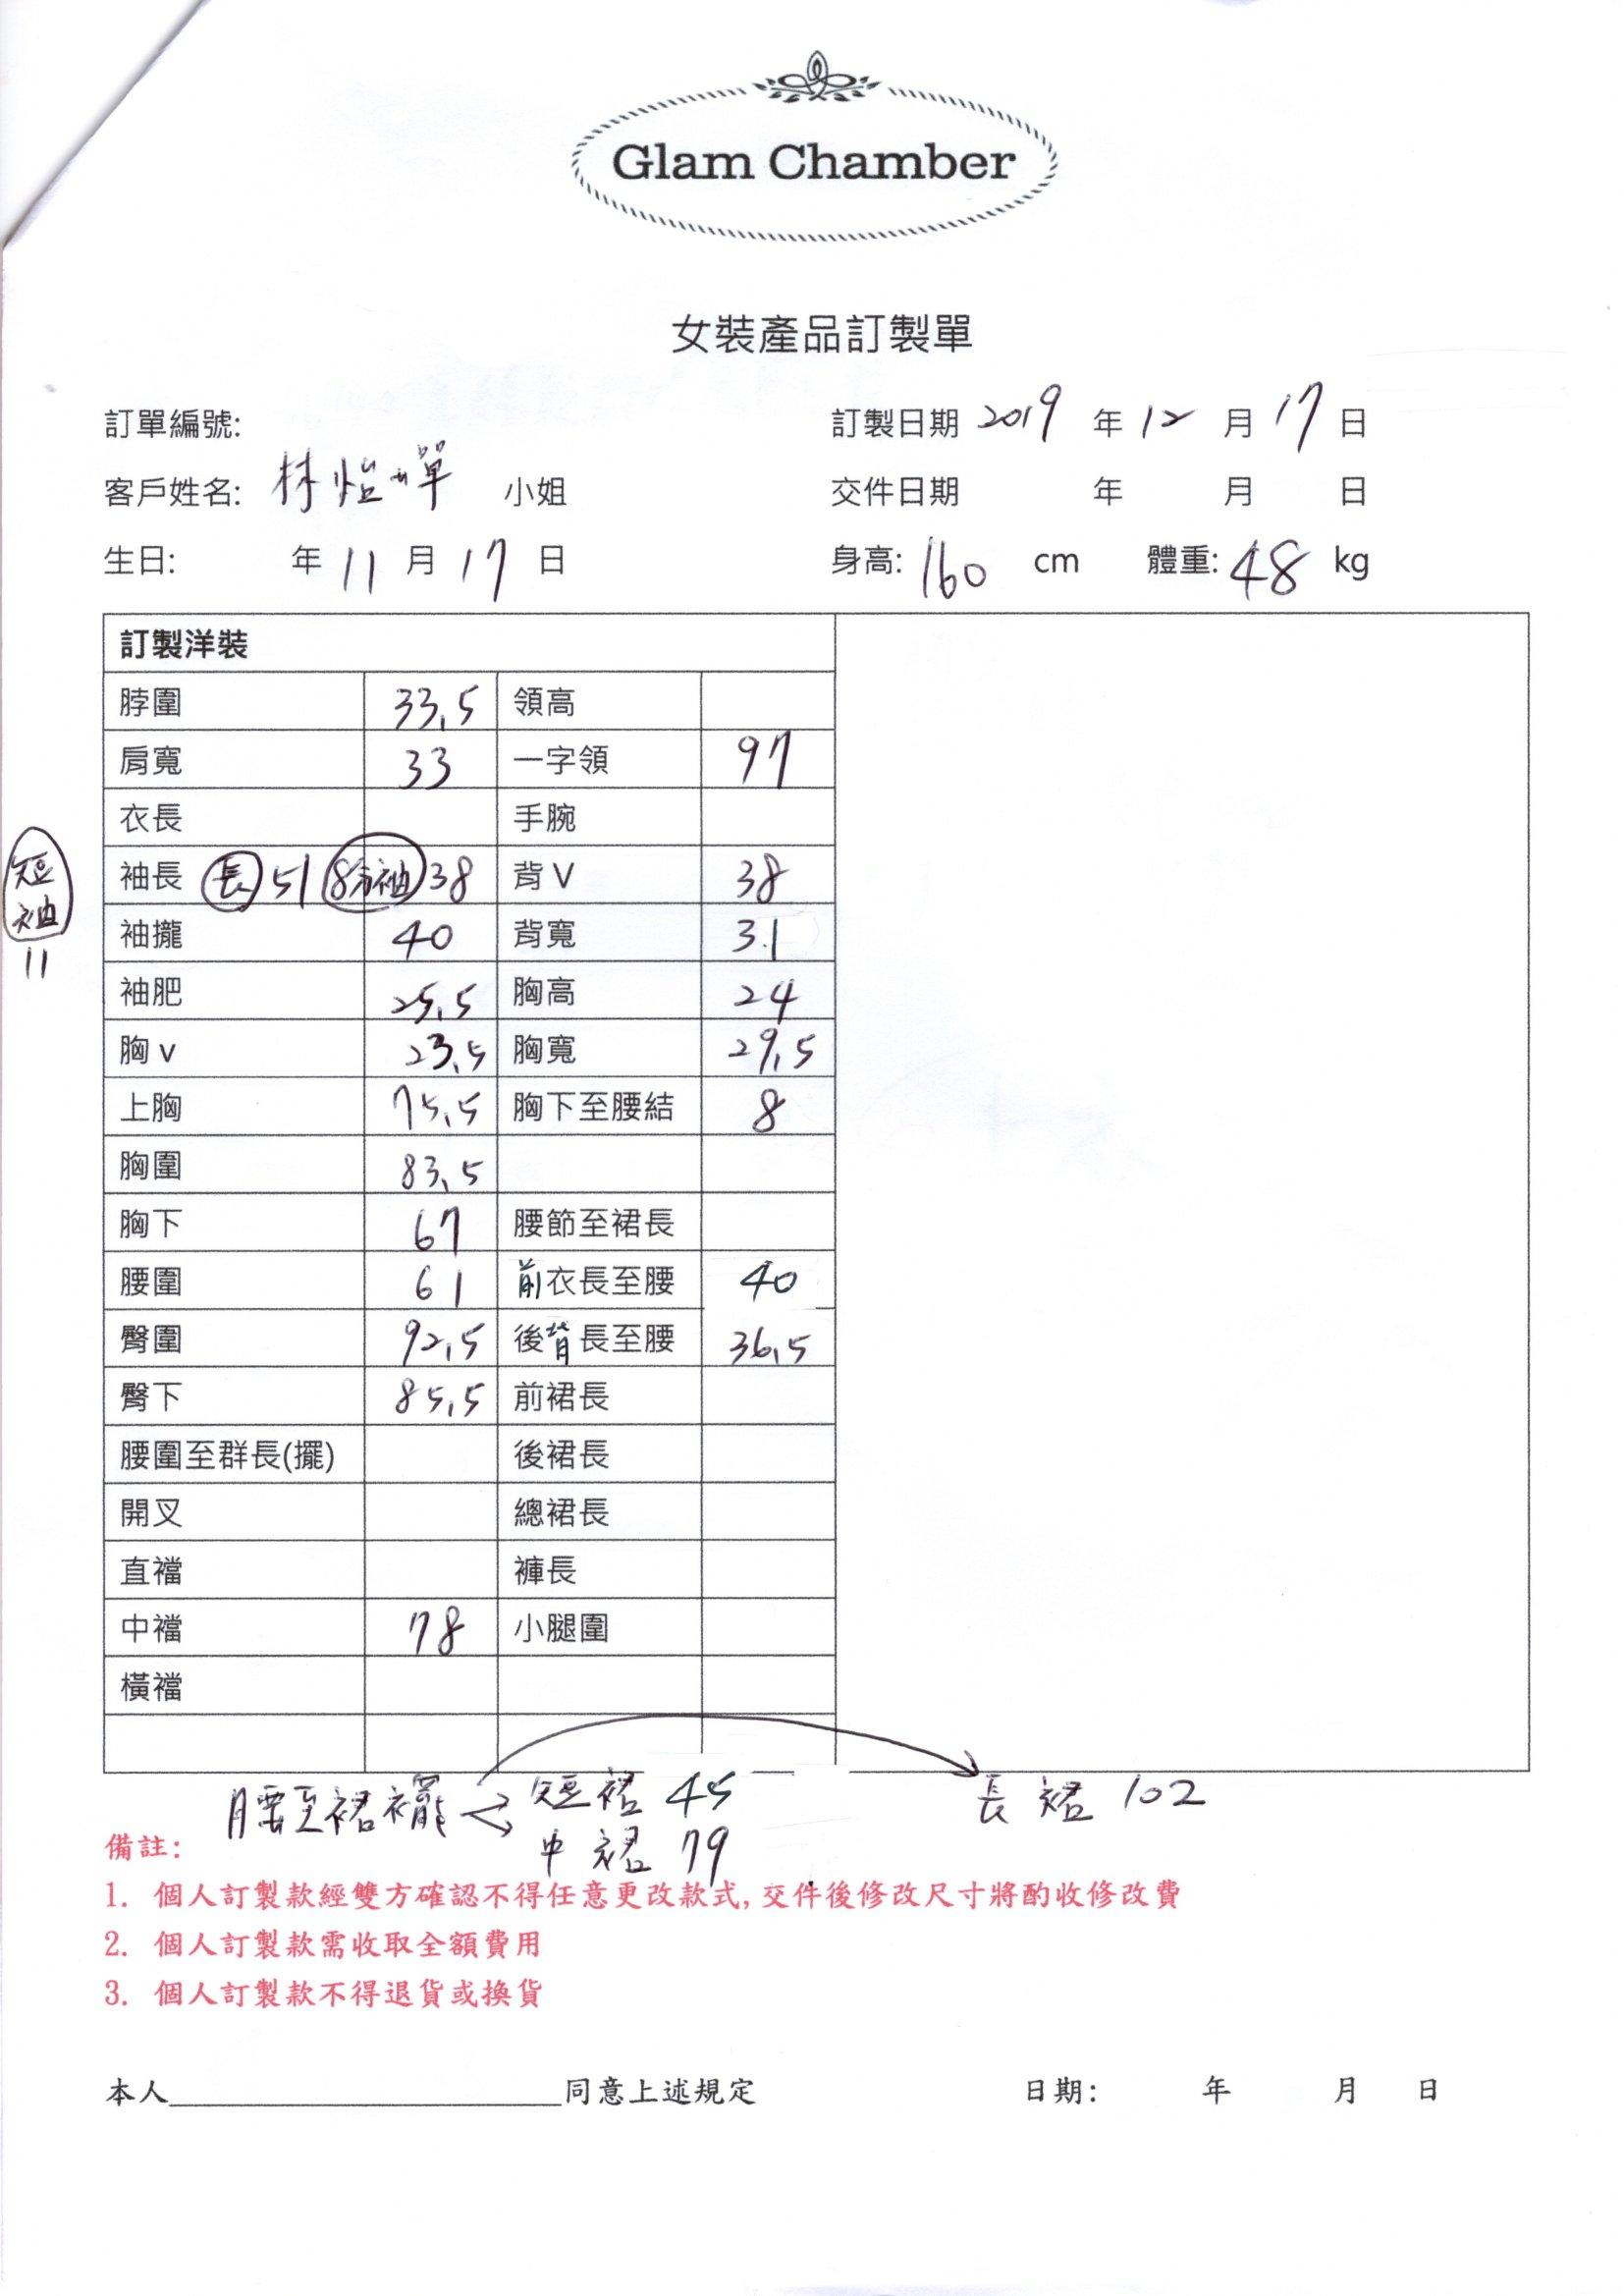 Glam Chamber
女裝產品訂製單
訂單編號: 訂製日期 2019 年 12 月 17 日
客戶姓名: 林愷嘽 小姐 交件日期 年 月 日
生日: 年 11 月 17 日 身高: 160 cm 體重: 48 kg
訂製洋裝
脖圍 33.5 領高
肩寬 33 一字領 97
衣長 手腕
短袖 11
袖長 長 51 8分袖 38 背V 38
袖攏 40 背寬 31
袖肥 25.5 胸高 24
胸v 23.5 胸寬 29.5
上胸 75.5 胸下至腰結 8
胸圍 83.5
胸下 67 腰節至裙長
腰圍 61 前衣長至腰 40
臀圍 92.5 後背長至腰 36.5
臀下 85.5 前裙長
腰圍至群長(擺) 後裙長
開叉 總裙長
直襠 褲長
中襠 78 小腿圍
橫襠
腰至裙襬 短裙 45 長裙 102
中裙 79
備註:
1. 個人訂製款經雙方確認不得任意更改款式,交件後修改尺寸將酌收修改費
2. 個人訂製款需收取全額費用
3. 個人訂製款不得退貨或換貨
本人____________________同意上述規定 日期: 年 月 日